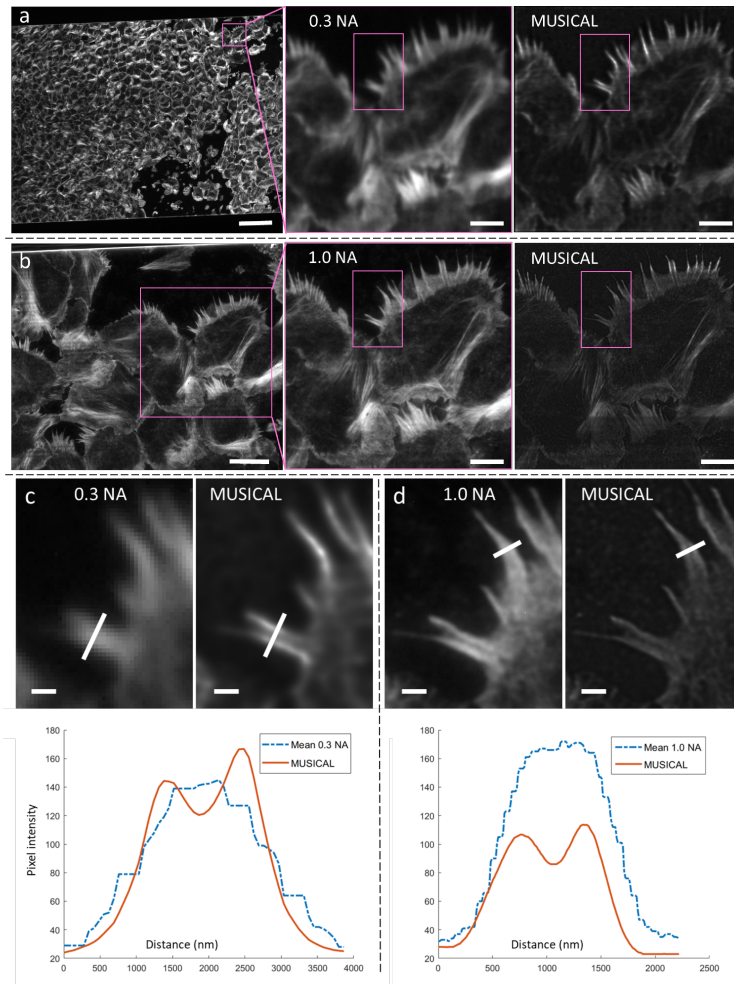 a
0.3 NA
MUSICAL
b
1.0 NA
MUSICAL
c
0.3 NA
MUSICAL
d
1.0 NA
MUSICAL
180
160
140
120
100
80
60
40
20
Pixel intensity
Mean 0.3 NA
MUSICAL
Distance (nm)
0 500 1000 1500 2000 2500 3000 3500 4000
180
160
140
120
100
80
60
40
20
Mean 1.0 NA
MUSICAL
Distance (nm)
0 500 1000 1500 2000 2500